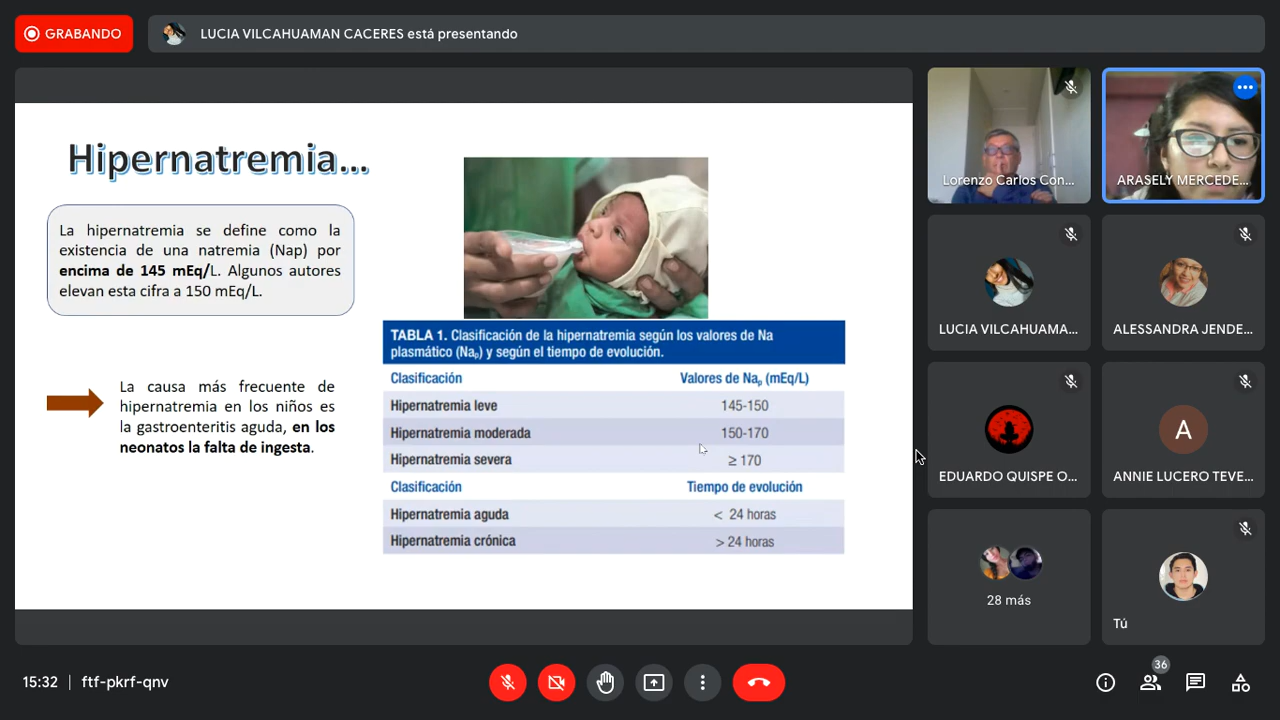 GRABANDO
LUCIA VILCAHUAMAN CACERES está presentando
Hipernatremia...
La hipernatremia se define como la
existencia de una natremia (Nap) por
encima de 145 mEq/L. Algunos autores
elevan esta cifra a 150 mEq/L.
La causa más frecuente de
hipernatremia en los niños es
la gastroenteritis aguda, en los
neonatos la falta de ingesta.
TABLA 1. Clasificación de la hipernatremia según los valores de Na
plasmático (Nap) y según el tiempo de evolución.
Clasificación Valores de Nap (mEq/L)
Hipernatremia leve 145-150
Hipernatremia moderada 150-170
Hipernatremia severa ≥ 170
Clasificación Tiempo de evolución
Hipernatremia aguda < 24 horas
Hipernatremia crónica > 24 horas
Lorenzo Carlos Con...
ARASELY MERCEDE...
LUCIA VILCAHUAMA...
ALESSANDRA JENDE...
EDUARDO QUISPE O...
A
ANNIE LUCERO TEVE...
28 más
Tú
15:32 | ftf-pkrf-qnv
36